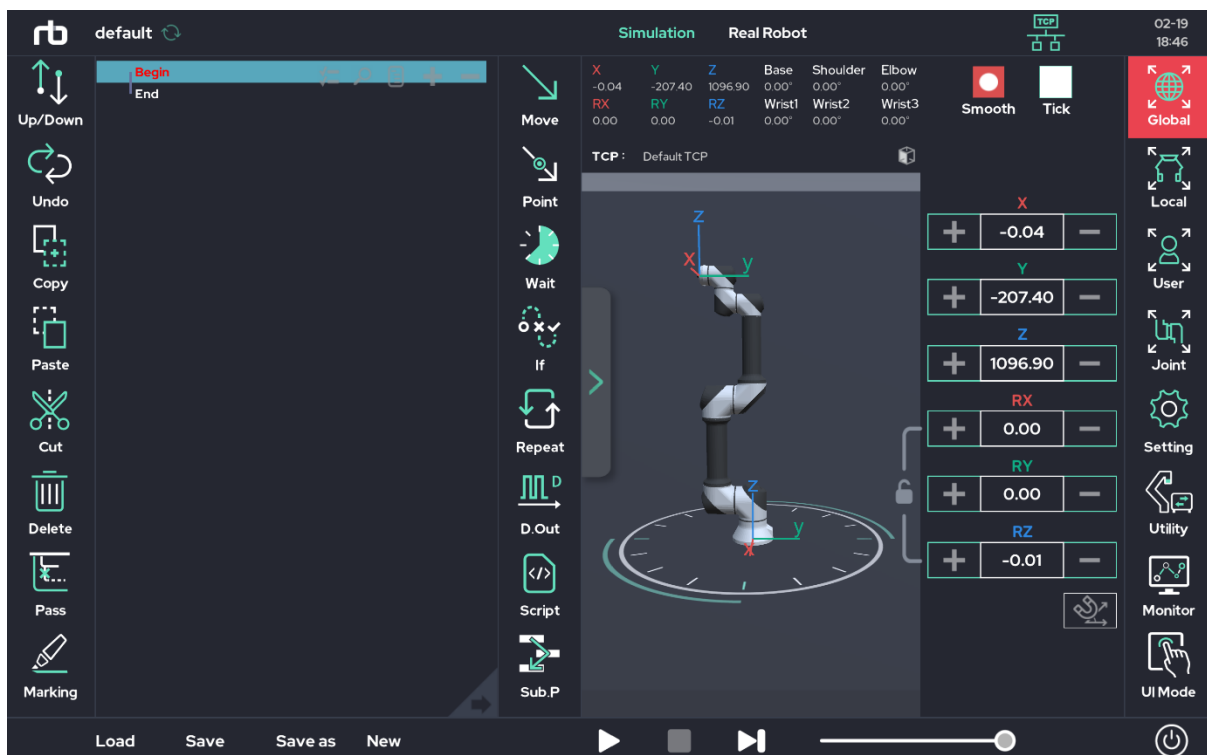 rb default Simulation Real Robot TCP 02-19
18:46
Up/Down
Undo
Copy
Paste
Cut
Delete
Pass
Marking
Begin
End
Move
Point
Wait
If
Repeat
D
D.Out
</>
Script
Sub.P
X Y Z Base Shoulder Elbow
-0.04 -207.40 1096.90 0.00° 0.00° 0.00°
RX RY RZ Wrist1 Wrist2 Wrist3
0.00 0.00 -0.01 0.00° 0.00° 0.00°
TCP : Default TCP
Z
X y
Z
y
X
Smooth Tick
X
+ -0.04 −
Y
+ -207.40 −
Z
+ 1096.90 −
RX
+ 0.00 −
RY
+ 0.00 −
RZ
+ -0.01 −
Global
Local
User
Joint
Setting
Utility
Monitor
UI Mode
Load Save Save as New